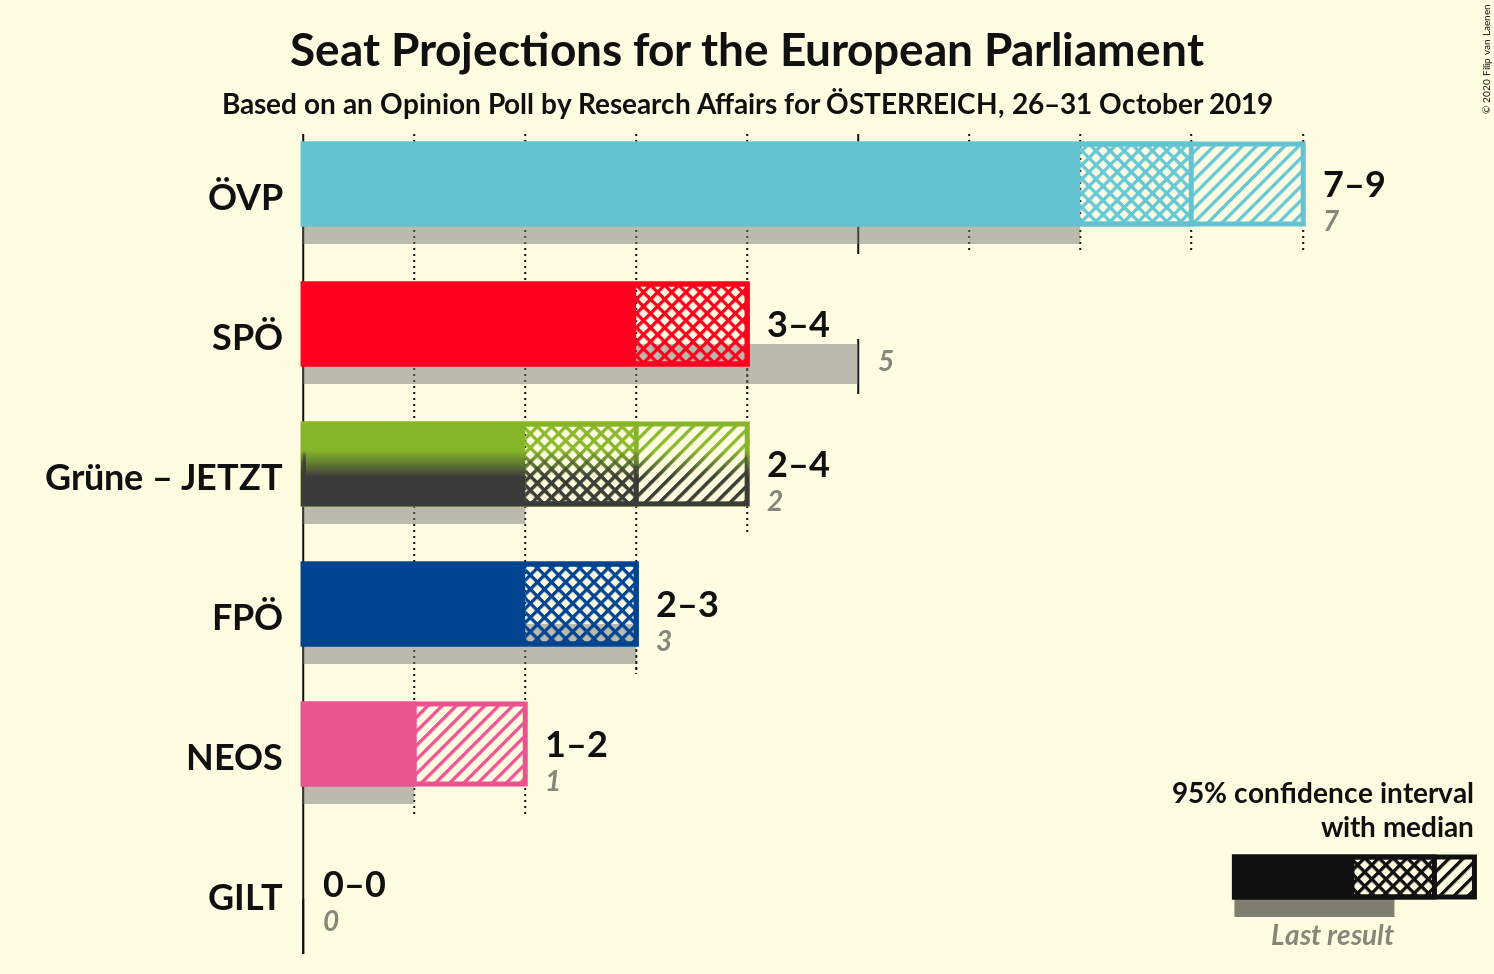 Seat Projections for the European Parliament
Based on an Opinion Poll by Research Affairs for ÖSTERREICH, 26–31 October 2019
© 2020 Filip van Laenen
ÖVP
7–9
7
SPÖ
3–4
5
Grüne – JETZT
2–4
2
FPÖ
2–3
3
NEOS
1–2
1
GILT
0–0
0
95% confidence interval
with median
Last result